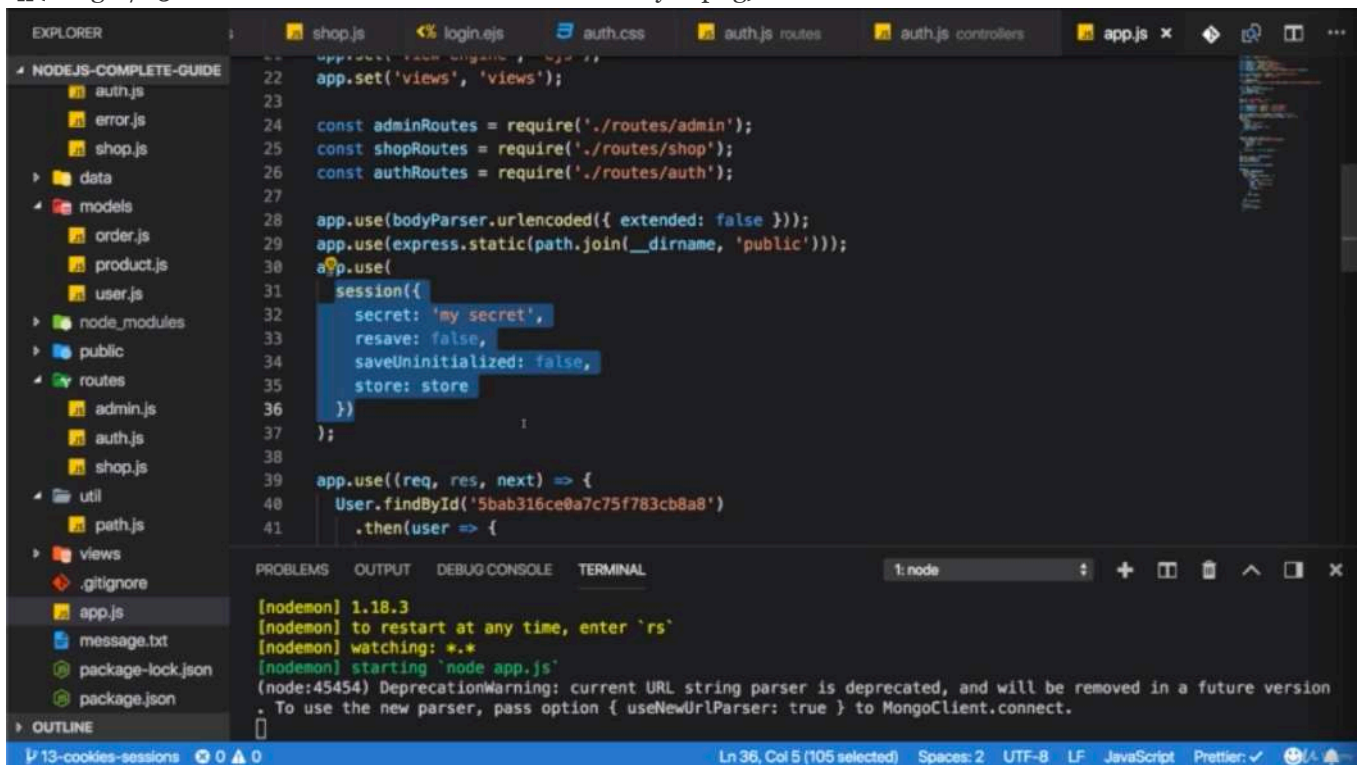 EXPLORER
shop.js
login.ejs
auth.css
auth.js routes
auth.js controllers
app.js
NODEJS-COMPLETE-GUIDE
auth.js
error.js
shop.js
data
models
order.js
product.js
user.js
node_modules
public
routes
admin.js
auth.js
shop.js
util
path.js
views
.gitignore
app.js
message.txt
package-lock.json
package.json
OUTLINE
22 app.set('views', 'views');
23
24 const adminRoutes = require('./routes/admin');
25 const shopRoutes = require('./routes/shop');
26 const authRoutes = require('./routes/auth');
27
28 app.use(bodyParser.urlencoded({ extended: false }));
29 app.use(express.static(path.join(__dirname, 'public')));
30 app.use(
31 session({
32 secret: 'my secret',
33 resave: false,
34 saveUninitialized: false,
35 store: store
36 })
37 );
38
39 app.use((req, res, next) => {
40 User.findById('5bab316ce0a7c75f783cb8a8')
41 .then(user => {
PROBLEMS OUTPUT DEBUG CONSOLE TERMINAL 1: node
[nodemon] 1.18.3
[nodemon] to restart at any time, enter `rs`
[nodemon] watching: *.*
[nodemon] starting `node app.js`
(node:45454) DeprecationWarning: current URL string parser is deprecated, and will be removed in a future version
. To use the new parser, pass option { useNewUrlParser: true } to MongoClient.connect.
13-cookies-sessions 0 0 Ln 36, Col 5 (105 selected) Spaces: 2 UTF-8 LF JavaScript Prettier: ✓